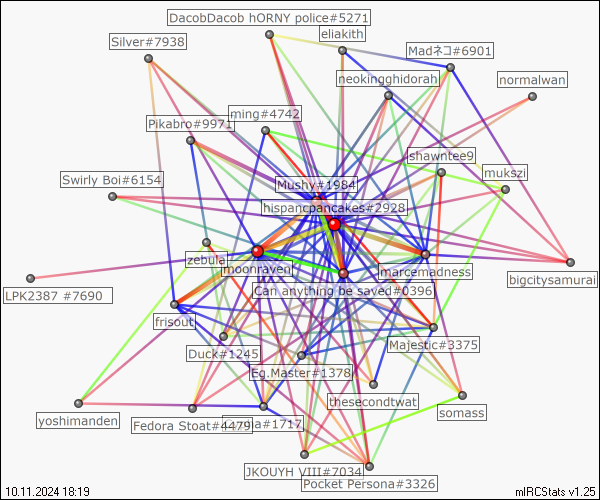 DacobDacob hORNY police#5271
eliakith
Silver#7938
Madネコ#6901
neokingghidorah
normalwan
ming#4742
Pikabro#9971
shawntee9
mukszi
Swirly Boi#6154
Mushy#1984
hispancpancakes#2928
zebula
moonraven
marcemadness
bigcitysamurai
LPK2387 #7690
Can anything be saved#0396
frisout
Duck#1245
Majestic#3375
Eg.Master#1378
thesecondtwat
yoshimanden
somass
Fedora Stoat#4479
#1717
JKOUYH VIII#7034
Pocket Persona#3326
10.11.2024 18:19
mIRCStats v1.25